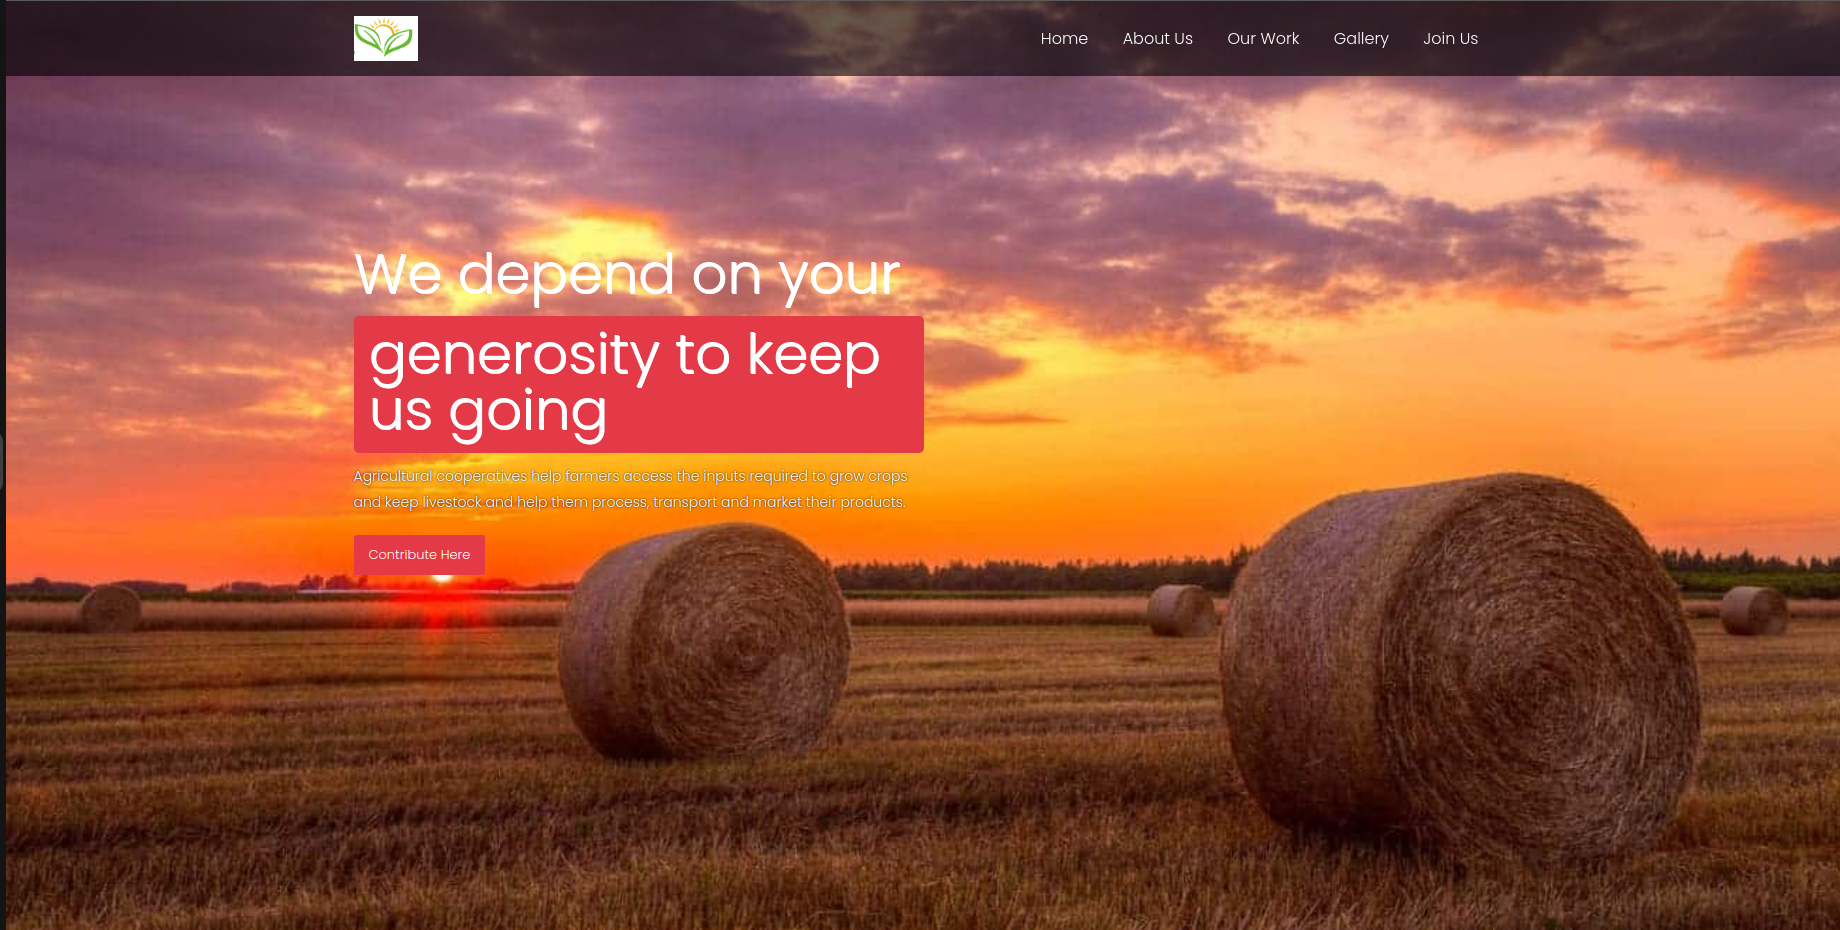 Home About Us Our Work Gallery Join Us
We depend on your
generosity to keep
us going
Agricultural cooperatives help farmers access the inputs required to grow crops
and keep livestock and help them process, transport and market their products.
Contribute Here